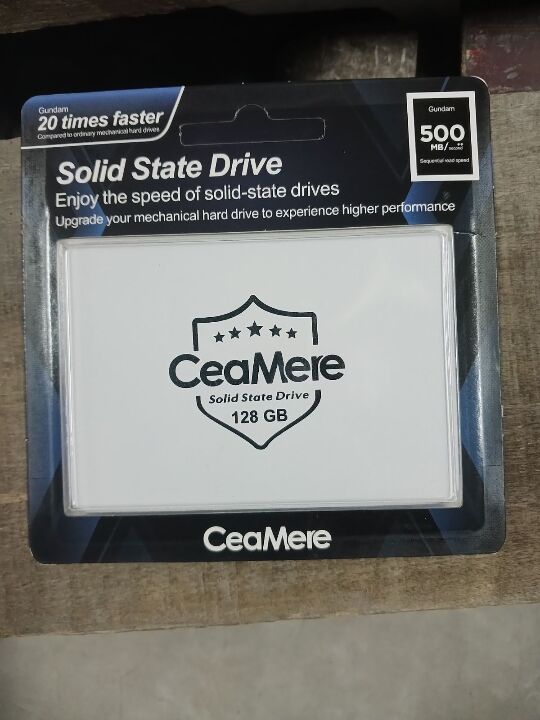 Gundam
20 times faster
Compared to ordinary mechanical hard drives
Gundam
500
MB/second
Sequential read speed
Solid State Drive
Enjoy the speed of solid-state drives
Upgrade your mechanical hard drive to experience higher performance
CeaMere
Solid State Drive
128 GB
CeaMere